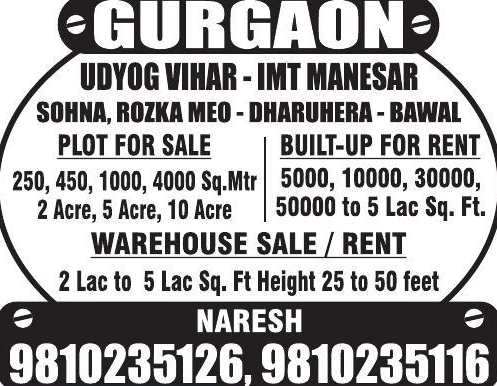 GURGAON
UDYOG VIHAR - IMT MANESAR
SOHNA, ROZKA MEO - DHARUHERA - BAWAL
PLOT FOR SALE
250, 450, 1000, 4000 Sq.Mtr
2 Acre, 5 Acre, 10 Acre
BUILT-UP FOR RENT
5000, 10000, 30000,
50000 to 5 Lac Sq. Ft.
WAREHOUSE SALE / RENT
2 Lac to 5 Lac Sq. Ft Height 25 to 50 feet
NARESH
9810235126, 9810235116